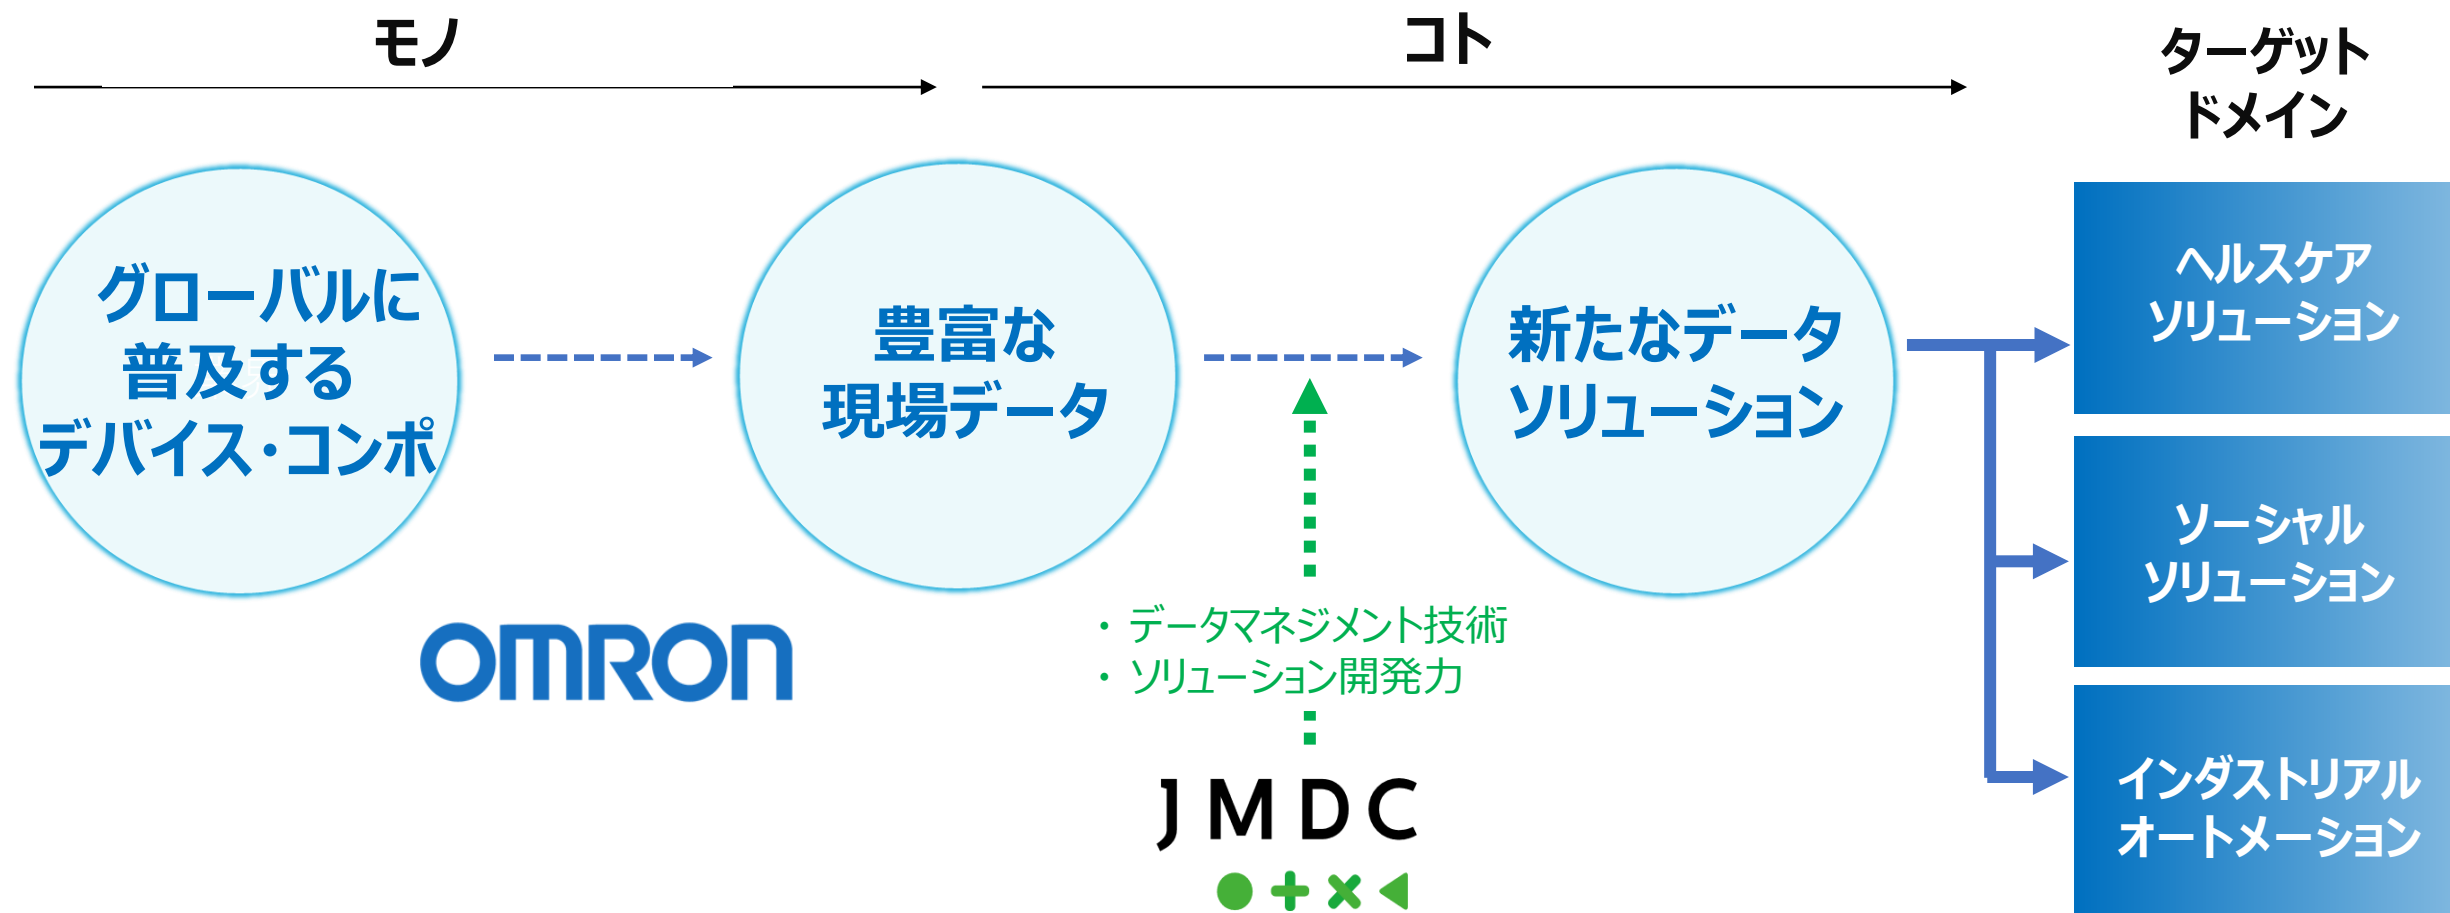 モノ
コト
ターゲット
ドメイン
グローバルに
普及する
デバイス・コンポ
豊富な
現場データ
新たなデータ
ソリューション
ヘルスケア
ソリューション
ソーシャル
ソリューション
インダストリアル
オートメーション
OMRON
・データマネジメント技術
・ソリューション開発力
JMDC